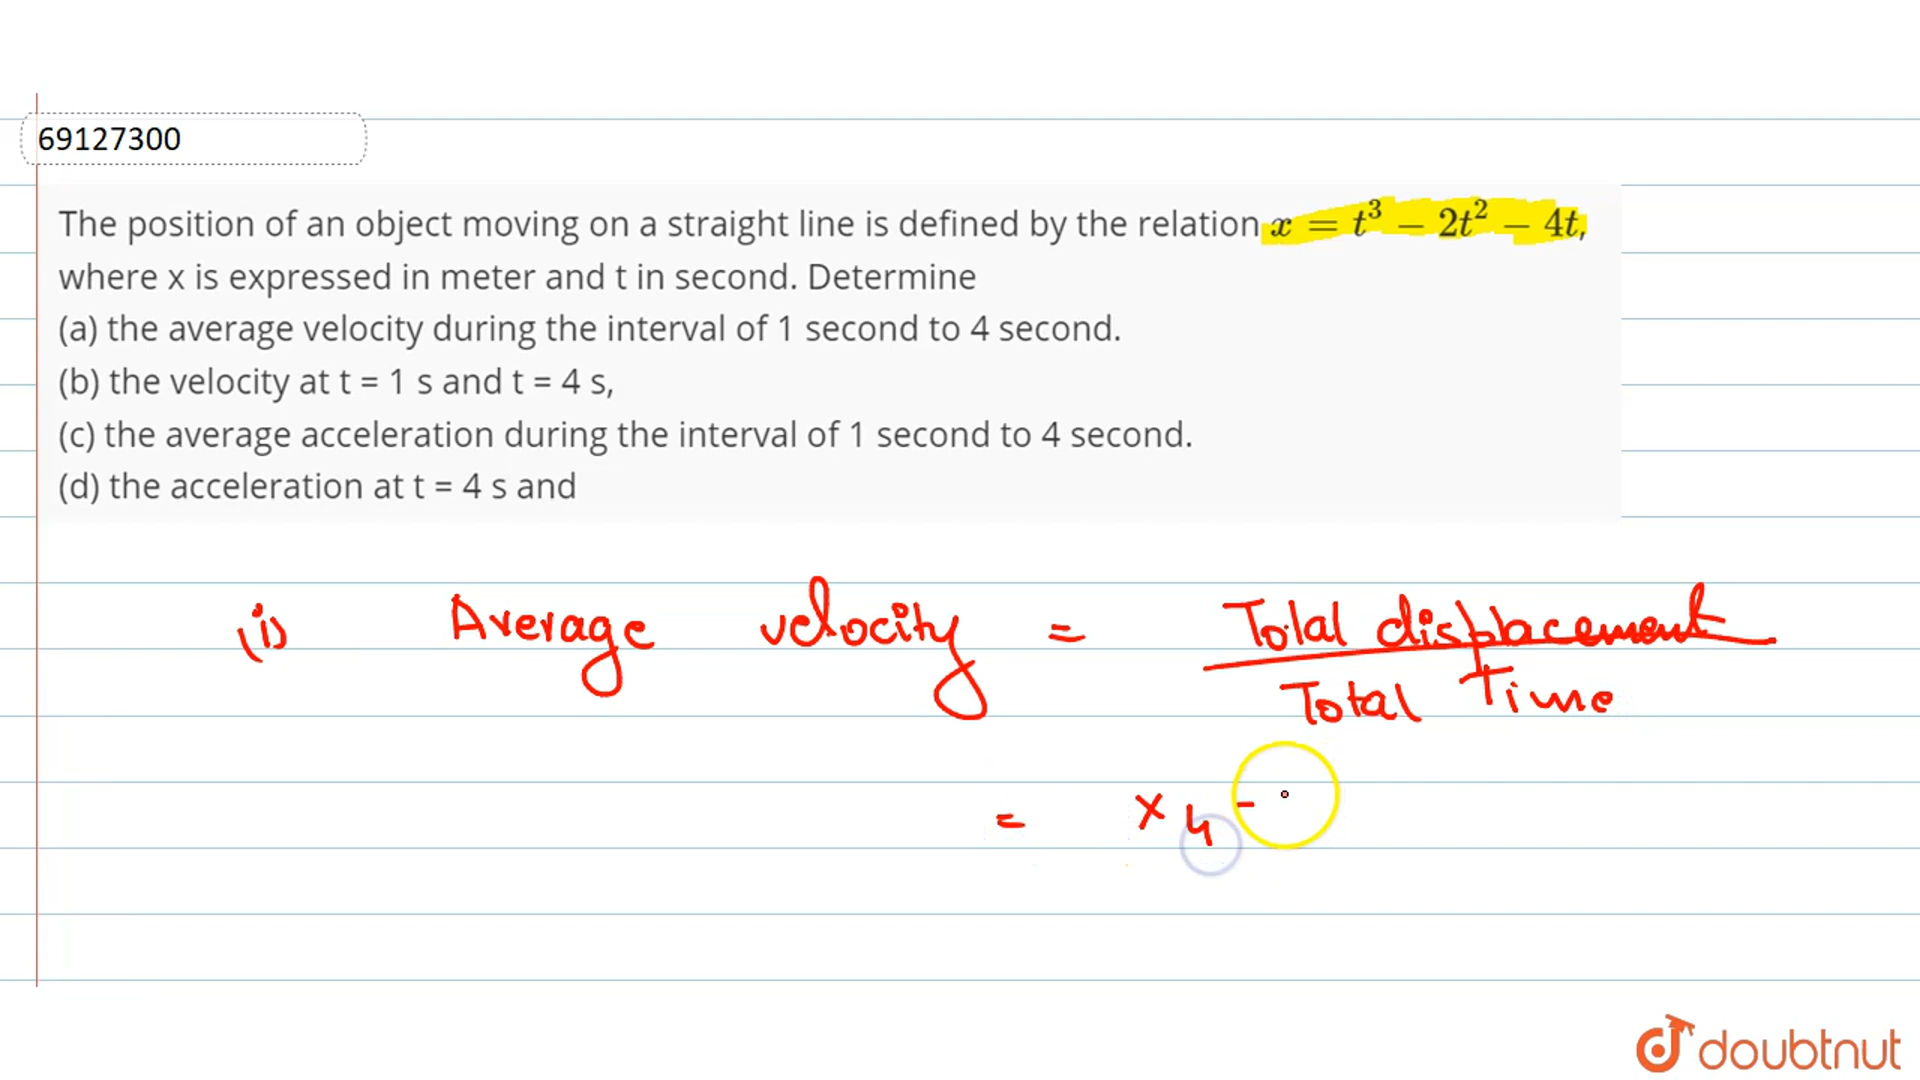 69127300
The position of an object moving on a straight line is defined by the relation x = t³ − 2t² − 4t,
where x is expressed in meter and t in second. Determine
(a) the average velocity during the interval of 1 second to 4 second.
(b) the velocity at t = 1 s and t = 4 s,
(c) the average acceleration during the interval of 1 second to 4 second.
(d) the acceleration at t = 4 s and
(is Average velocity = Total displacement
Total Time
= x₄ -
doubtnut